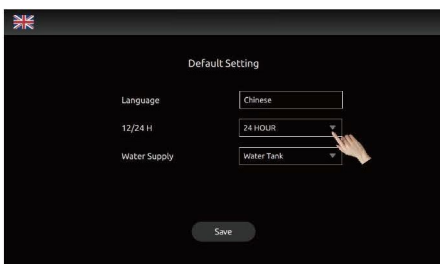 Default Setting
Language Chinese
12/24 H 24 HOUR
Water Supply Water Tank
Save